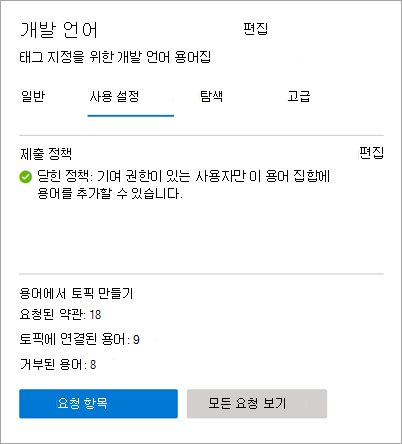 개발 언어 편집
태그 지정을 위한 개발 언어 용어집
일반 사용 설정 탐색 고급
제출 정책 편집
닫힌 정책: 기여 권한이 있는 사용자만 이 용어 집합에
용어를 추가할 수 있습니다.
용어에서 토픽 만들기
요청된 약관: 18
토픽에 연결된 용어: 9
거부된 용어: 8
요청 항목 모든 요청 보기